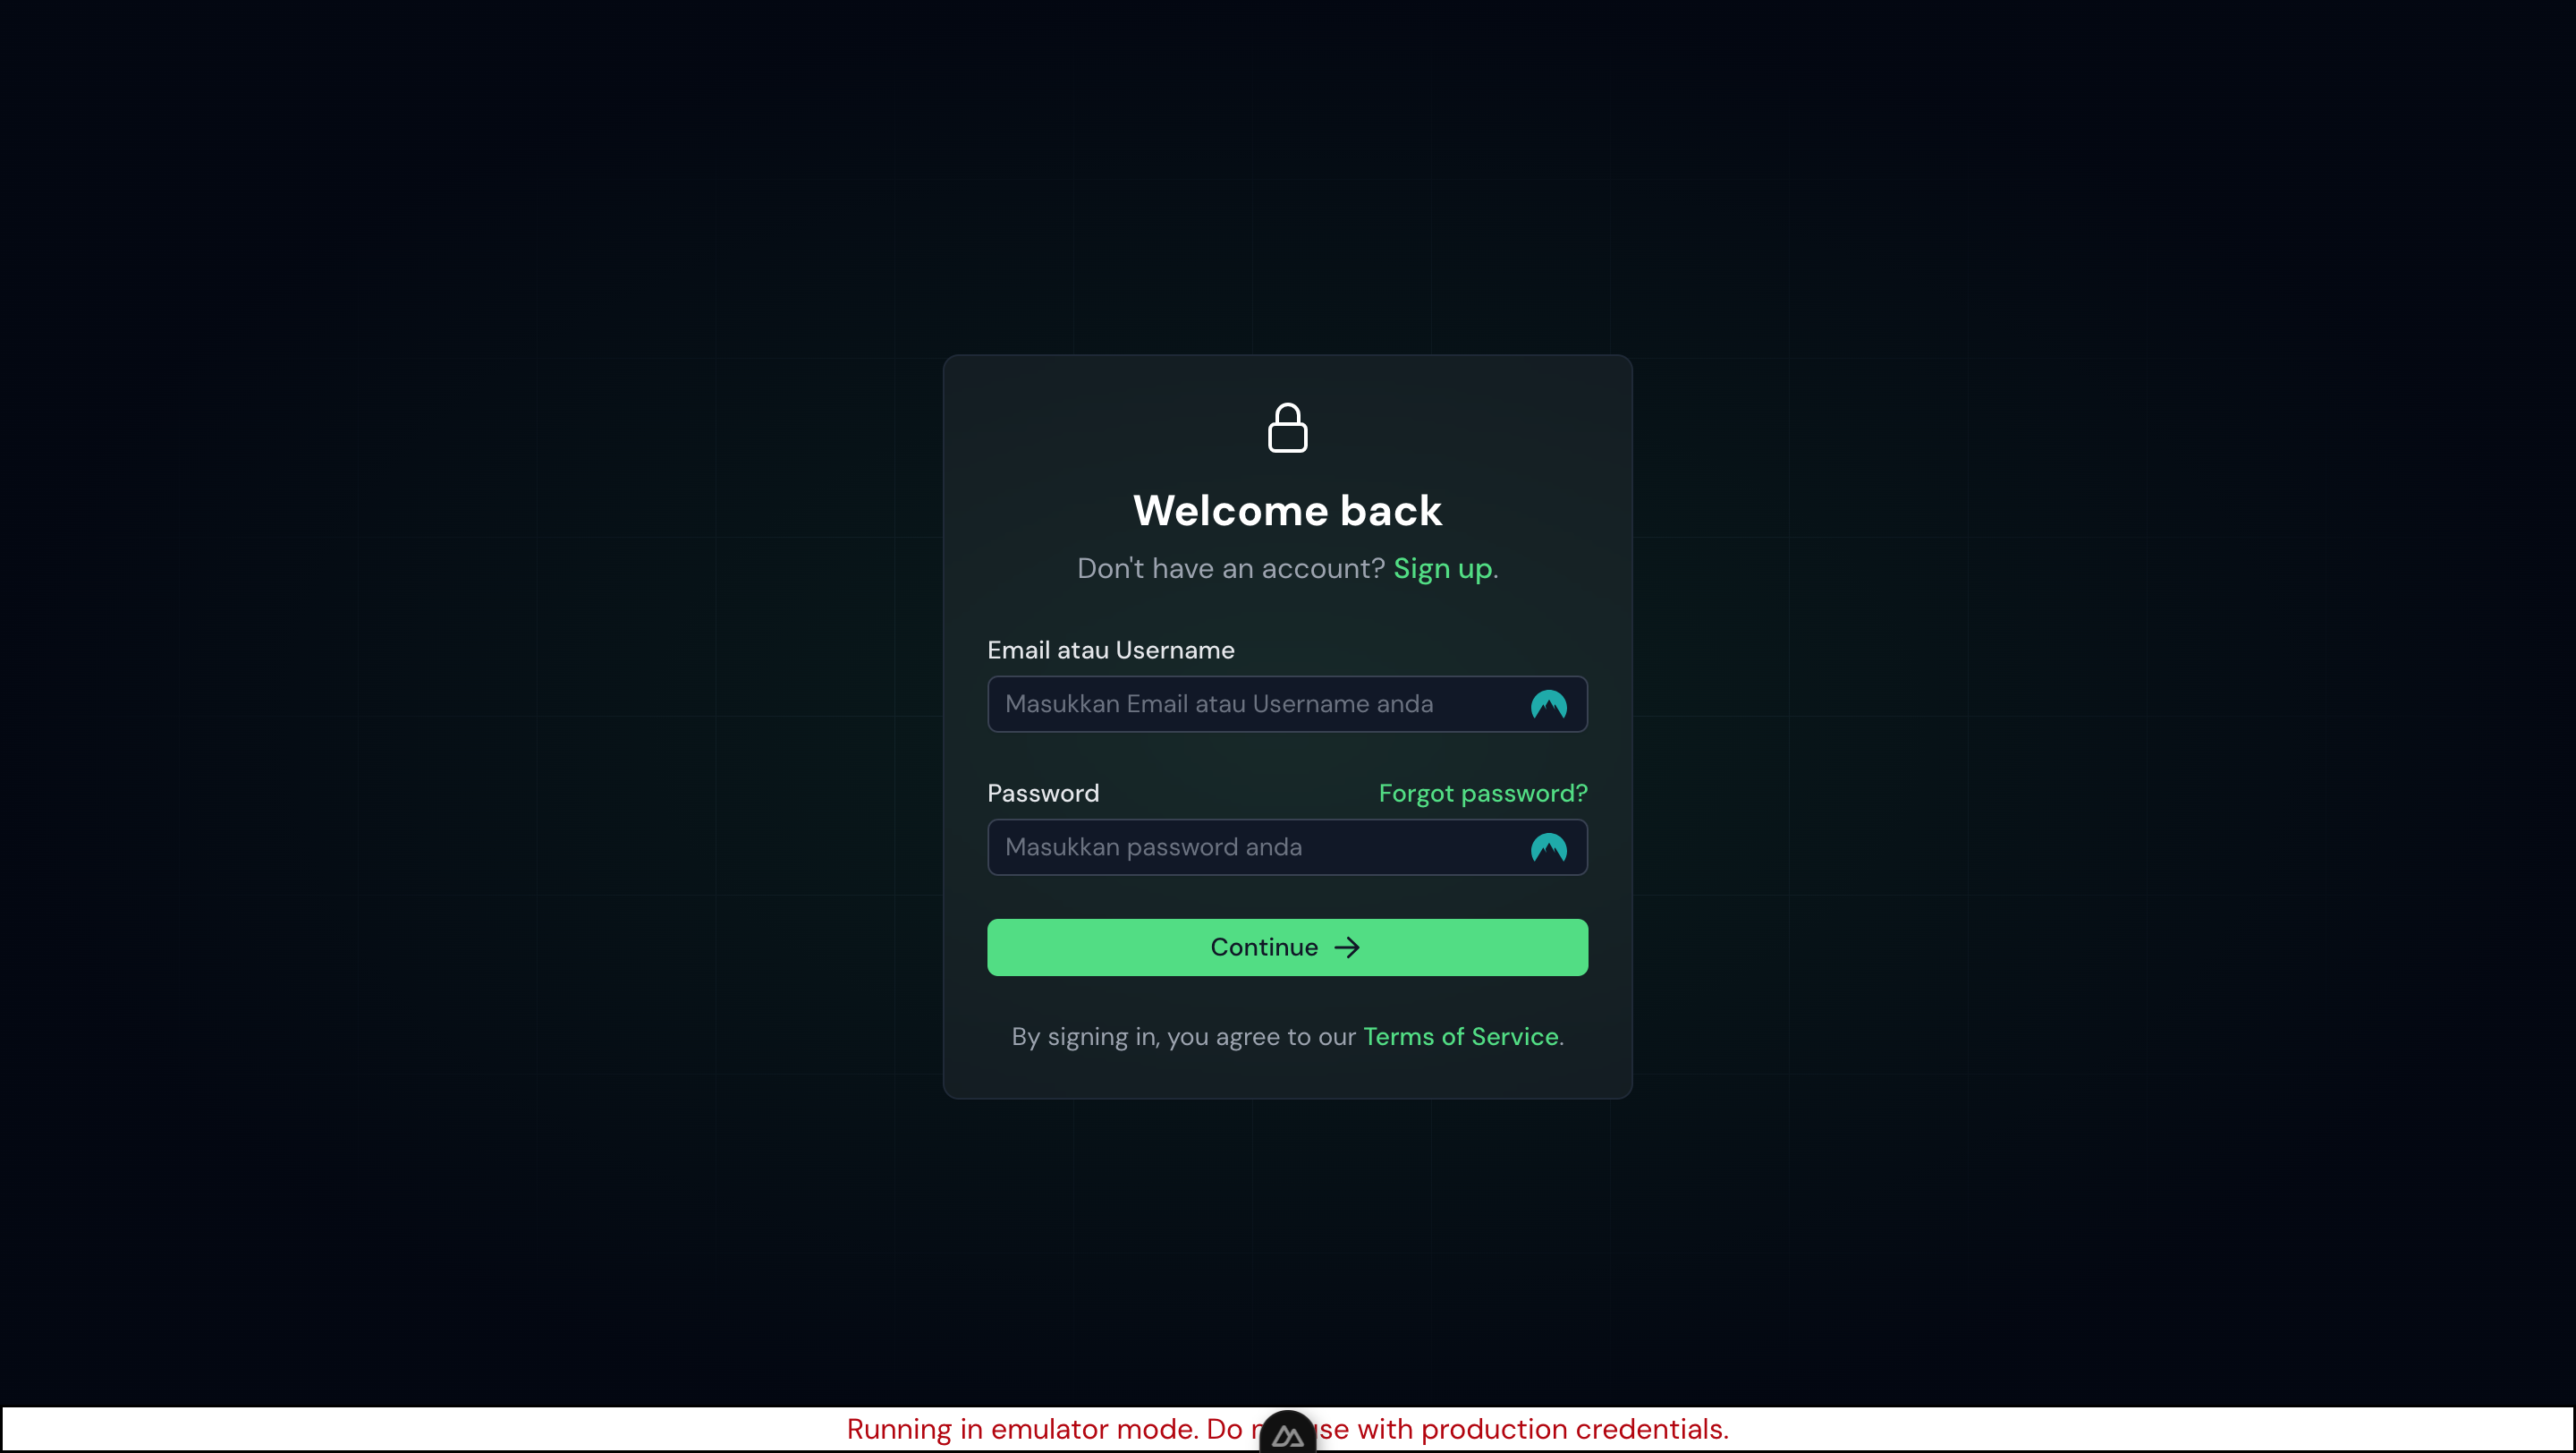 Welcome back
Don't have an account? Sign up.
Email atau Username
Masukkan Email atau Username anda
Password Forgot password?
Masukkan password anda
Continue
By signing in, you agree to our Terms of Service.
Running in emulator mode. Do with production credentials.